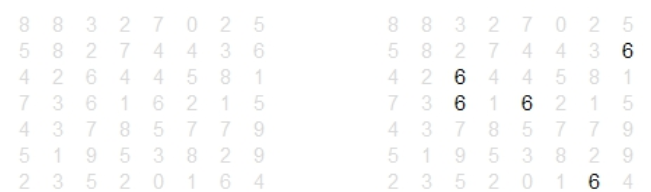 8 8 3 2 7 0 2 5 8 8 3 2 7 0 2 5
5 8 2 7 4 4 3 6 5 8 2 7 4 4 3 6
4 2 6 4 4 5 8 1 4 2 6 4 4 5 8 1
7 3 6 1 6 2 1 5 7 3 6 1 6 2 1 5
4 3 7 8 5 7 7 9 4 3 7 8 5 7 7 9
5 1 9 5 3 8 2 9 5 1 9 5 3 8 2 9
2 3 5 2 0 1 6 4 2 3 5 2 0 1 6 4